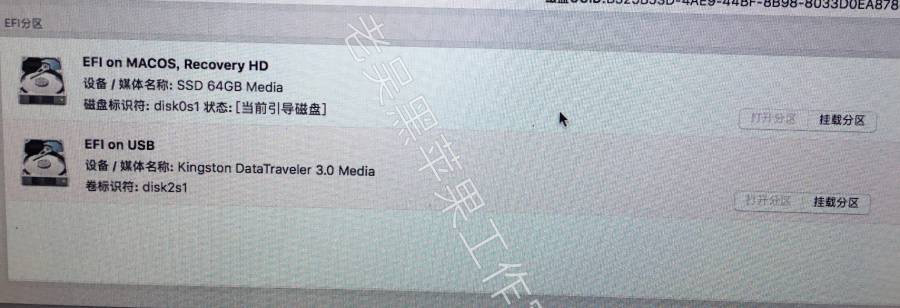 磁盘UUID:B525B53D-4AE9-44BF-8B98-8033D0EA878
EFI分区
EFI on MACOS, Recovery HD
设备 / 媒体名称: SSD 64GB Media
磁盘标识符: disk0s1 状态: [当前引导磁盘]
打开分区 挂载分区
EFI on USB
设备 / 媒体名称: Kingston DataTraveler 3.0 Media
卷标识符: disk2s1
打开分区 挂载分区
老吴黑苹果工作